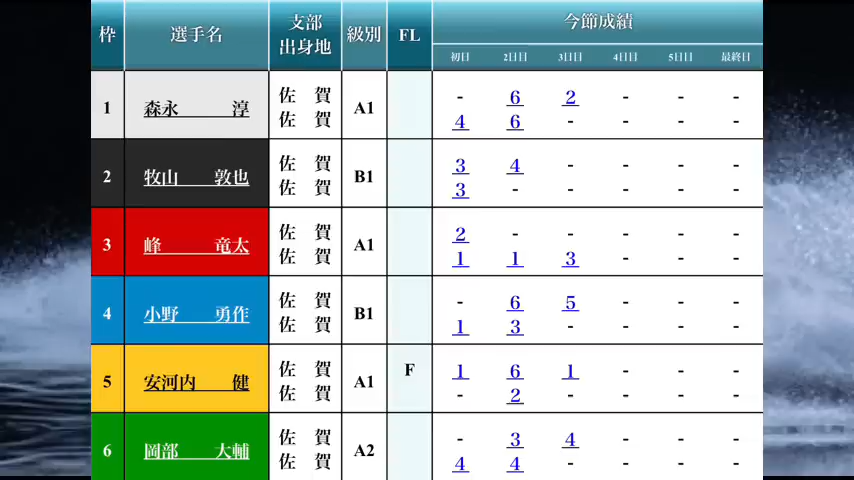 枠 選手名 支部 出身地 級別 FL 今節成績
初日 2日目 3日目 4日目 5日目 最終日
1 森永 淳 佐 賀 A1 - 6 2 - - -
佐 賀 4 6 - - - -
2 牧山 敦也 佐 賀 B1 3 4 - - - -
佐 賀 3 - - - - -
3 峰 竜太 佐 賀 A1 2 - - - - -
佐 賀 1 1 3 - - -
4 小野 勇作 佐 賀 B1 - 6 5 - - -
佐 賀 1 3 - - - -
5 安河内 健 佐 賀 A1 F 1 6 1 - - -
佐 賀 - 2 - - - -
6 岡部 大輔 佐 賀 A2 - 3 4 - - -
佐 賀 4 4 - - - -